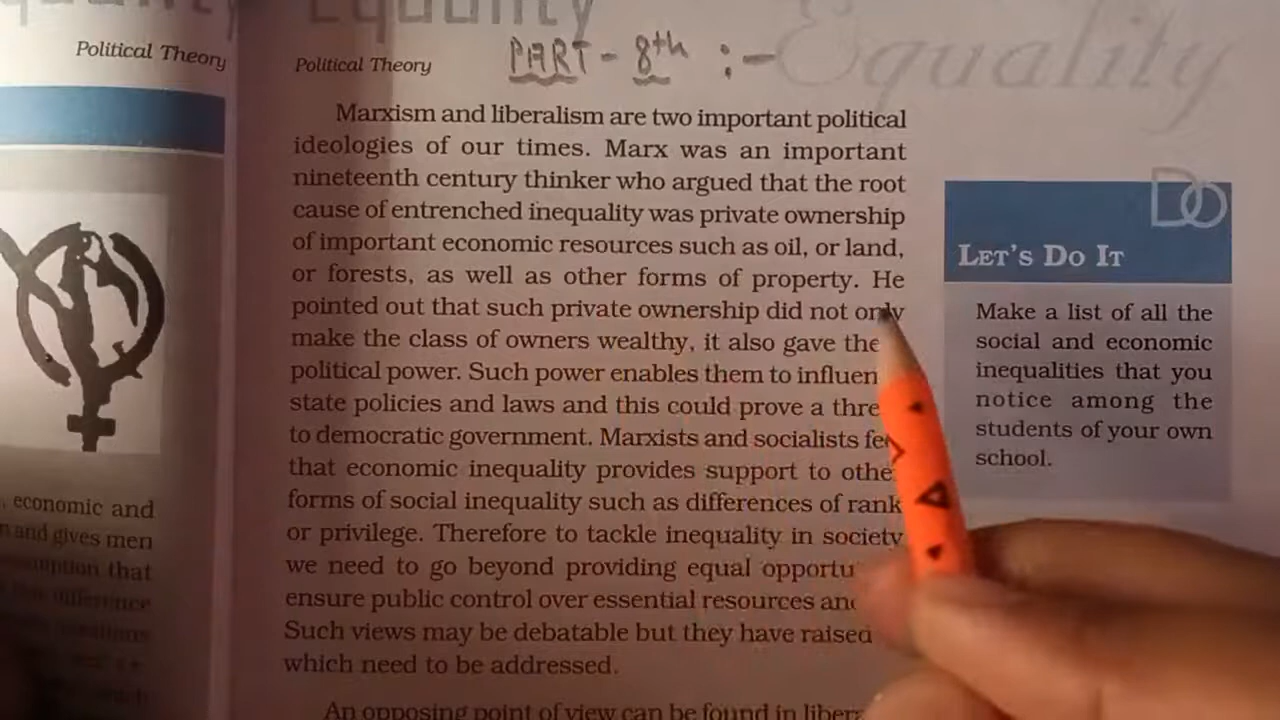 Equality
Equality
Political Theory
Political Theory
PART - 8th :-
Marxism and liberalism are two important political
ideologies of our times. Marx was an important
nineteenth century thinker who argued that the root
cause of entrenched inequality was private ownership
of important economic resources such as oil, or land,
or forests, as well as other forms of property. He
pointed out that such private ownership did not only
make the class of owners wealthy, it also gave
political power. Such power enables them to
state policies and laws and this could prove a
to democratic government. Marxists and socialists
that economic inequality provides support to
forms of social inequality such as differences of rank
or privilege. Therefore to tackle inequality in society
we need to go beyond providing equal
ensure public control over essential resources
Such views may be debatable but they have raised
which need to be addressed.
An opposing point of view can be found in
DO
LET'S DO IT
Make a list of all the
social and economic
inequalities that you
notice among the
students of your own
school.
economic and
and gives men
that
difference